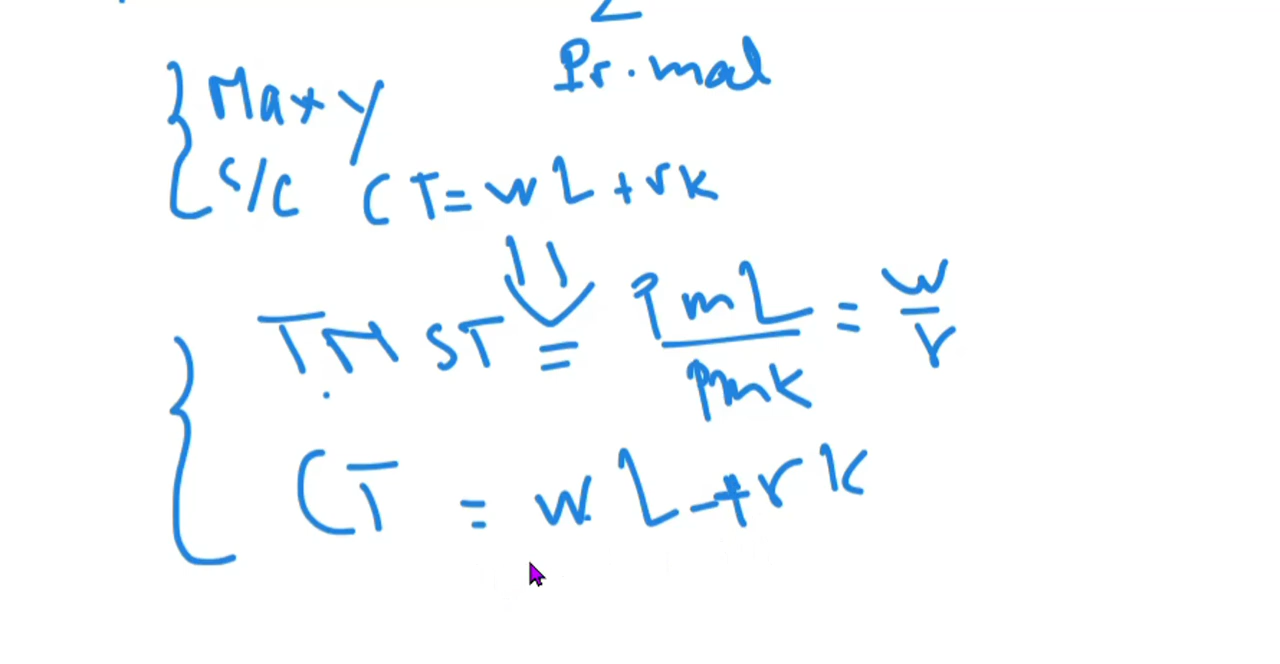 Primal
Max y
s/c CT = wL + rk
TMST = PmL / PmK = w / r
CT = wL + rk